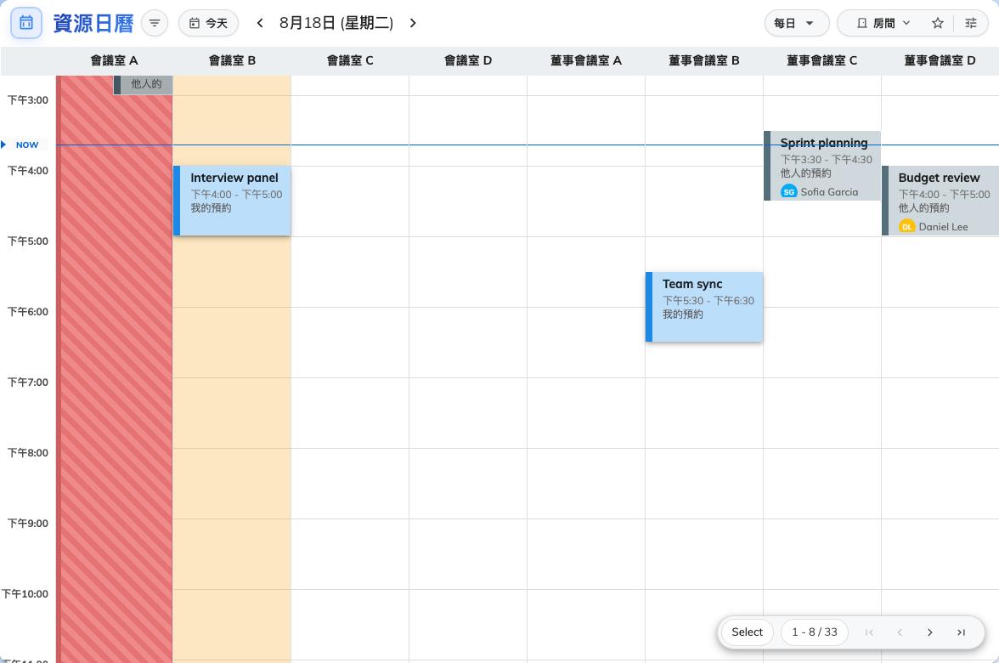 資源日曆
今天
8月18日 (星期二)
每日
房間
會議室 A
會議室 B
會議室 C
會議室 D
董事會議室 A
董事會議室 B
董事會議室 C
董事會議室 D
他人的
下午3:00
NOW
Sprint planning
下午3:30 - 下午4:30
他人的預約
SG Sofia Garcia
下午4:00
Interview panel
下午4:00 - 下午5:00
我的預約
Budget review
下午4:00 - 下午5:00
他人的預約
DL Daniel Lee
下午5:00
Team sync
下午5:30 - 下午6:30
我的預約
下午6:00
下午7:00
下午8:00
下午9:00
下午10:00
下午11:00
Select
1 - 8 / 33